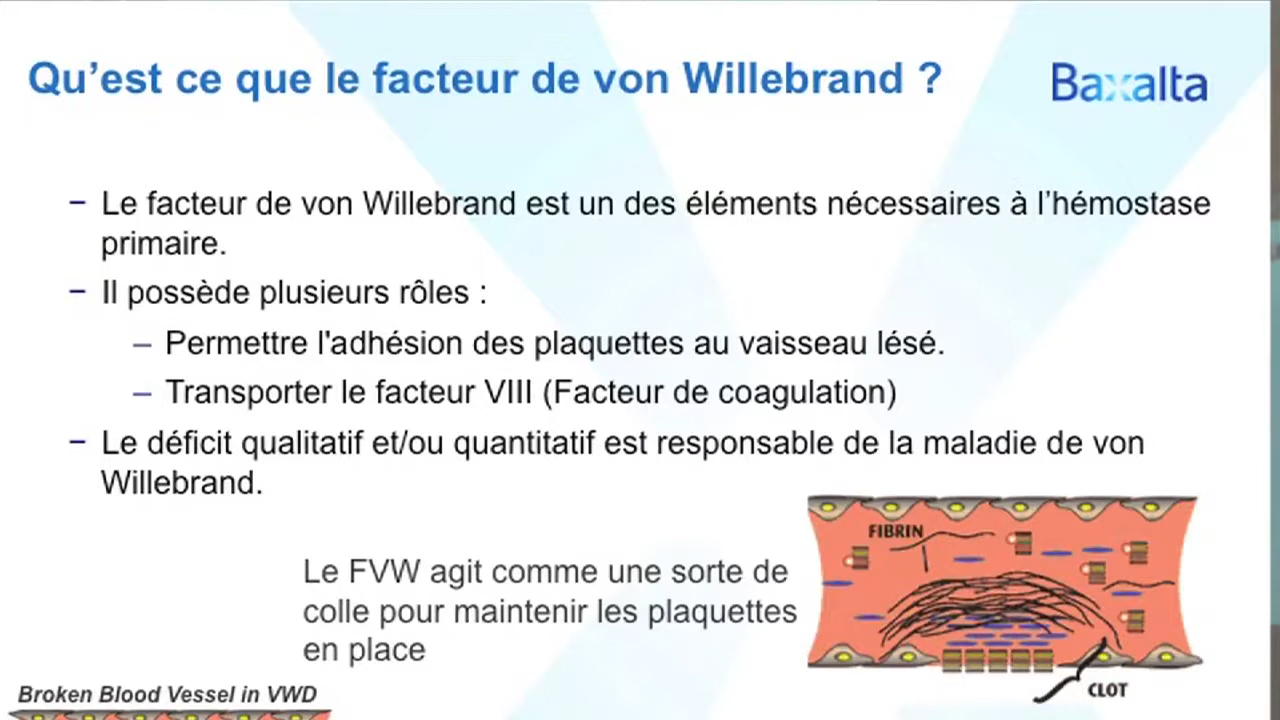 Qu’est ce que le facteur de von Willebrand ?
Baxalta
− Le facteur de von Willebrand est un des éléments nécessaires à l’hémostase
primaire.
− Il possède plusieurs rôles :
– Permettre l'adhésion des plaquettes au vaisseau lésé.
– Transporter le facteur VIII (Facteur de coagulation)
− Le déficit qualitatif et/ou quantitatif est responsable de la maladie de von
Willebrand.
FIBRIN
Le FVW agit comme une sorte de
colle pour maintenir les plaquettes
en place
CLOT
Broken Blood Vessel in VWD